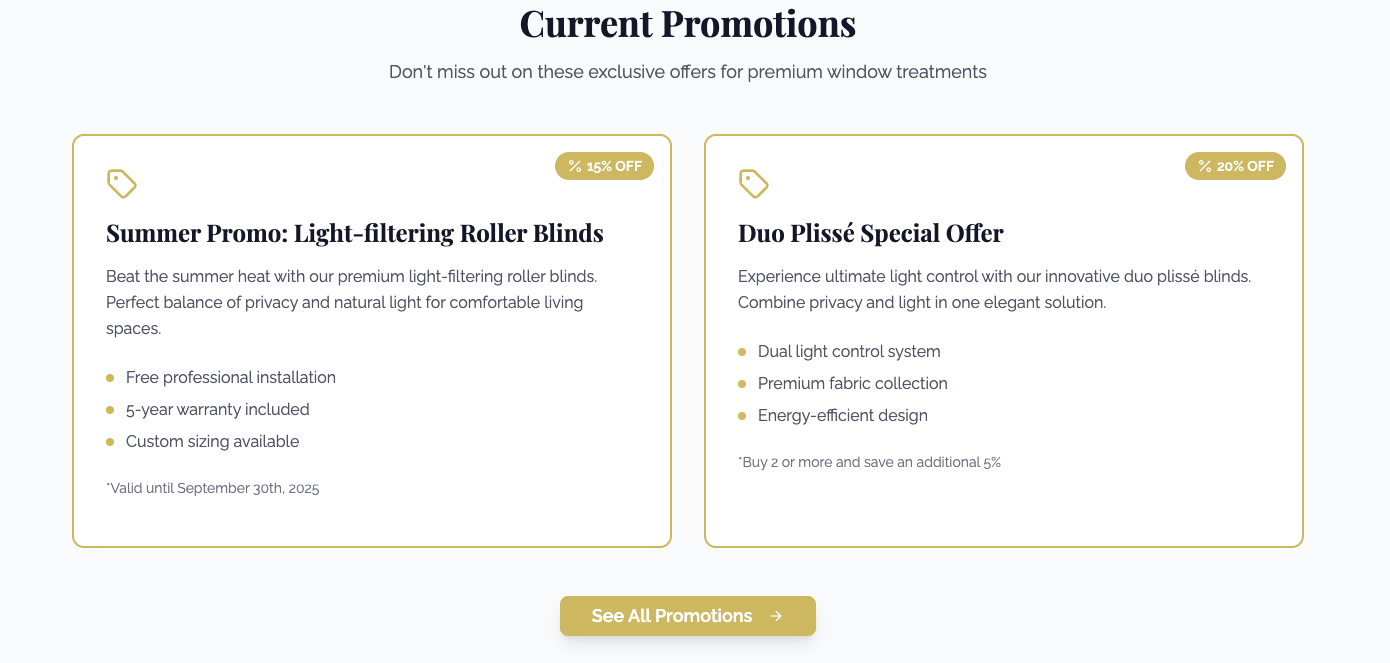 Current Promotions
Don't miss out on these exclusive offers for premium window treatments
15% OFF
Summer Promo: Light-filtering Roller Blinds
Beat the summer heat with our premium light-filtering roller blinds.
Perfect balance of privacy and natural light for comfortable living
spaces.
Free professional installation
5-year warranty included
Custom sizing available
*Valid until September 30th, 2025
20% OFF
Duo Plissé Special Offer
Experience ultimate light control with our innovative duo plissé blinds.
Combine privacy and light in one elegant solution.
Dual light control system
Premium fabric collection
Energy-efficient design
*Buy 2 or more and save an additional 5%
See All Promotions